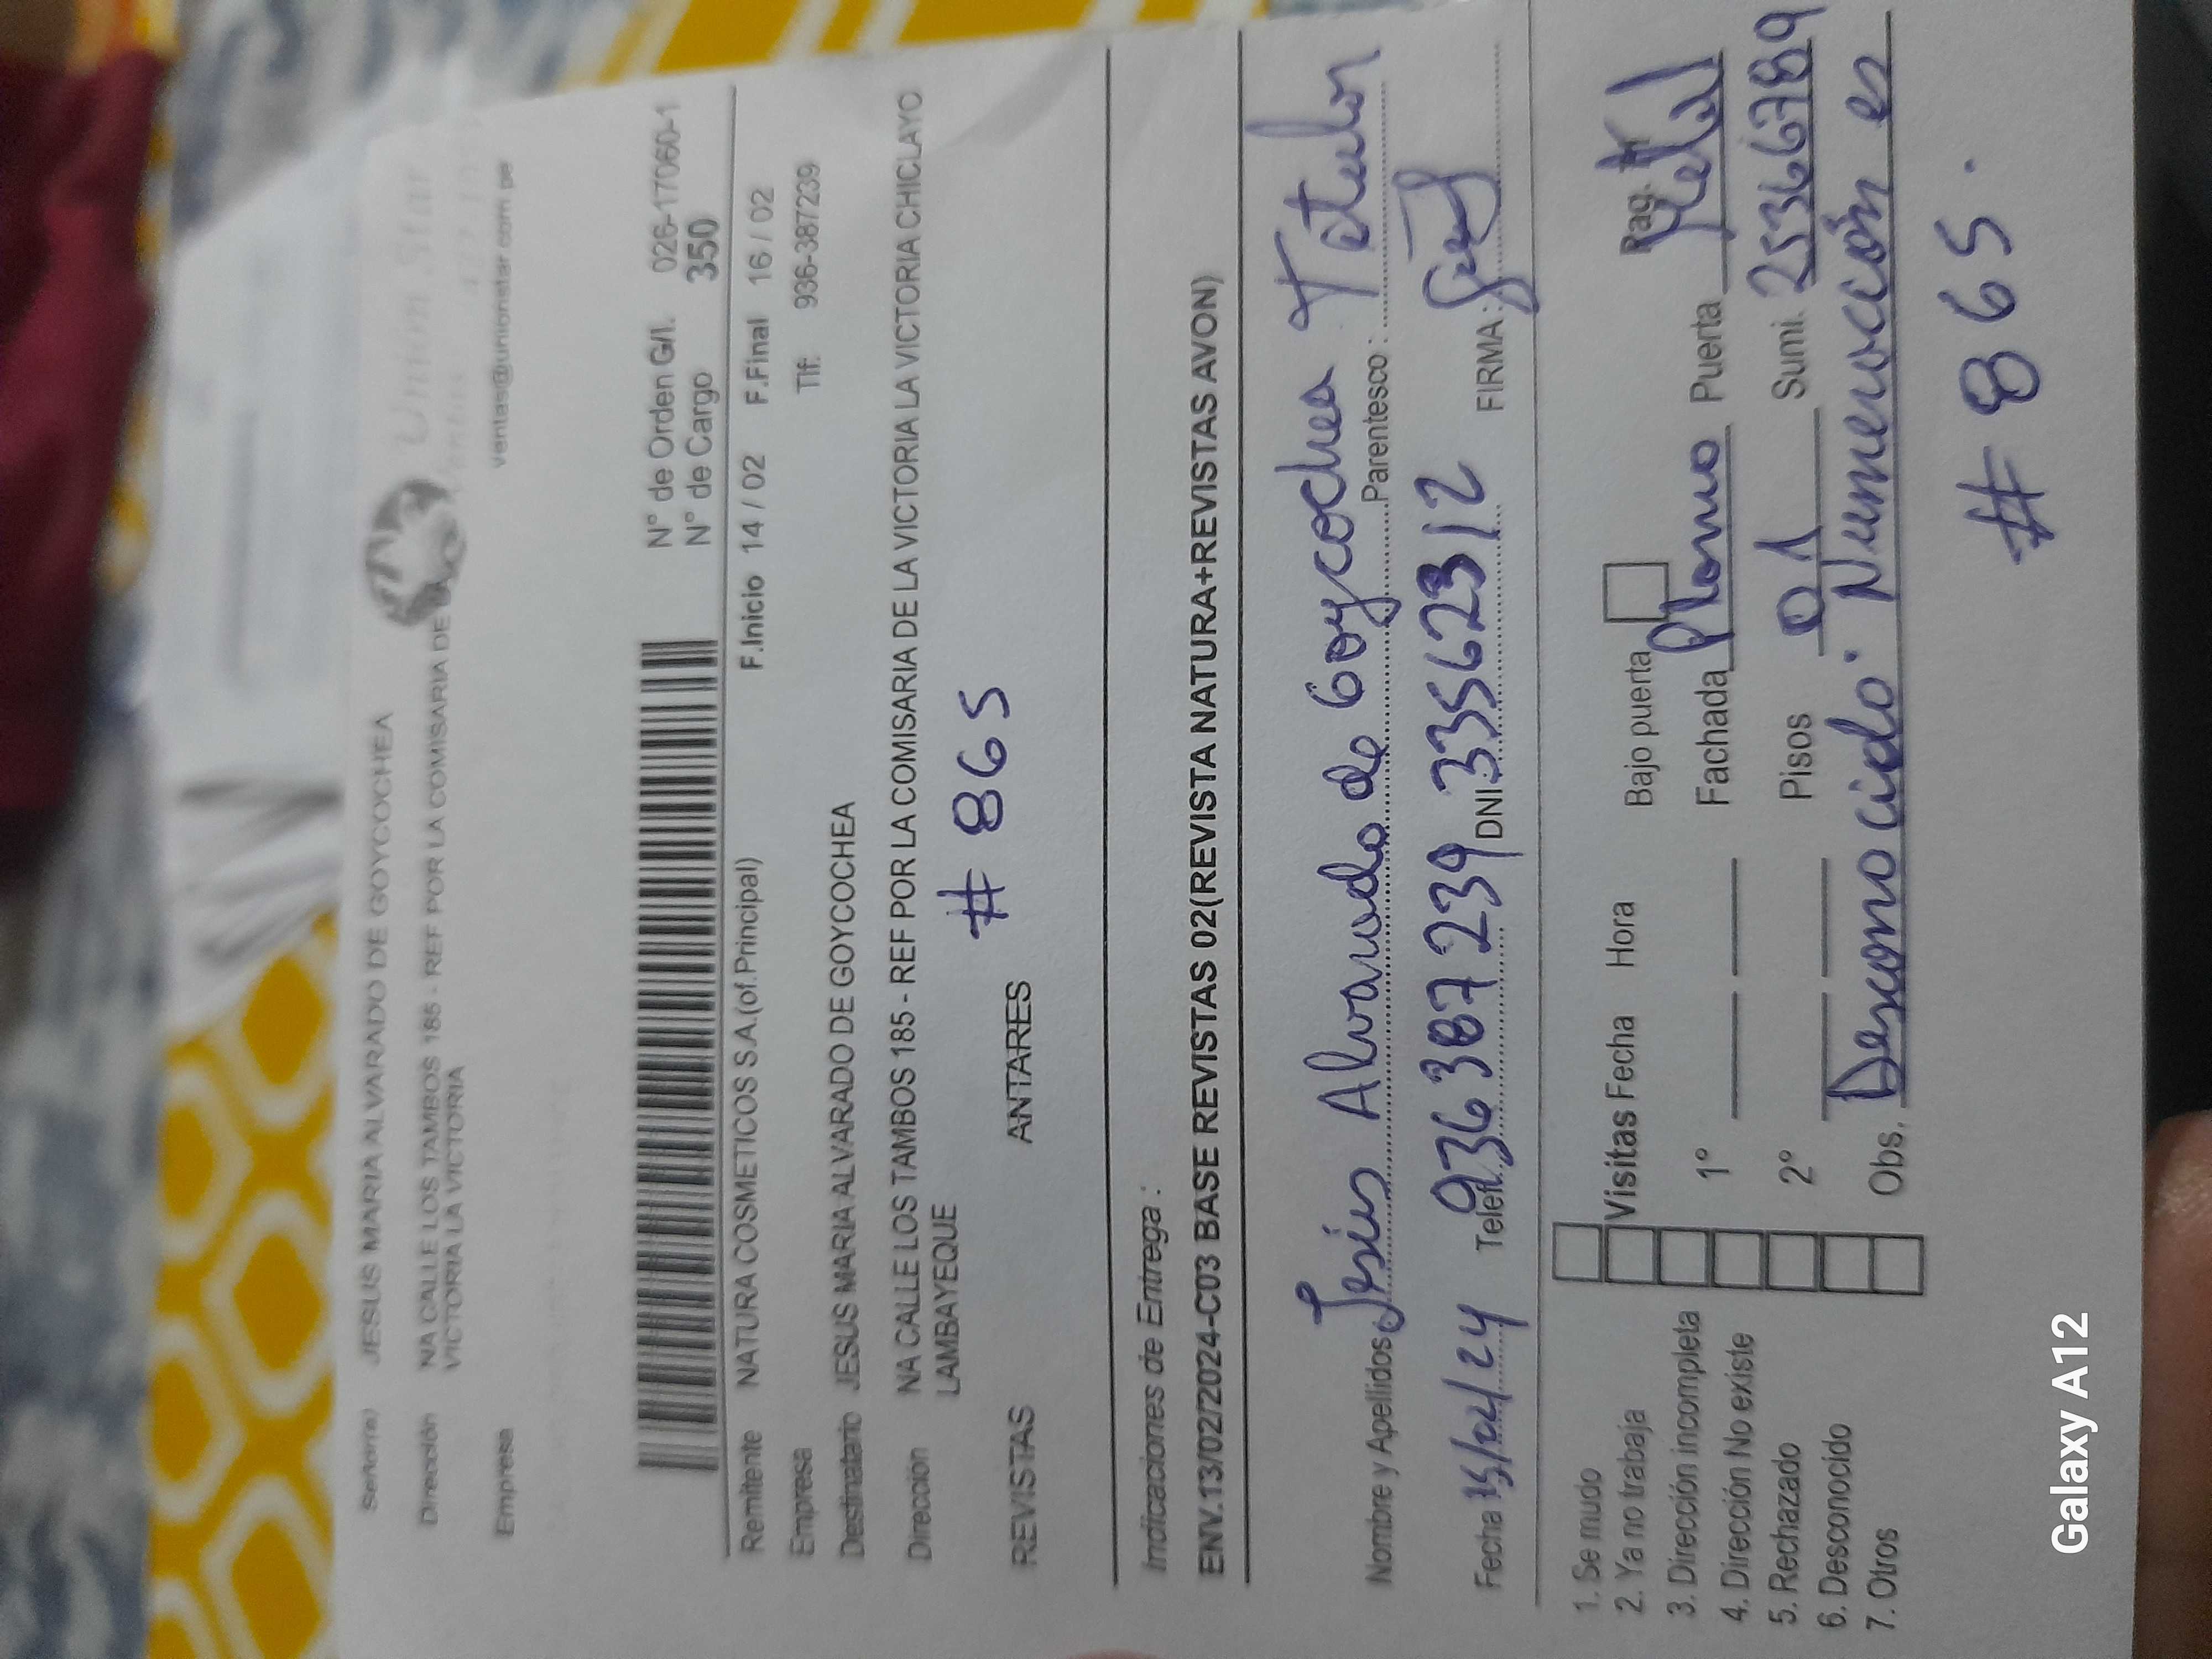 Señor(a) JESUS MARIA ALVARADO DE GOYCOCHEA
Dirección NA CALLE LOS TAMBOS 185 - REF POR LA COMISARIA DE
VICTORIA LA VICTORIA
Empresa
Union Star
ventas@unionstar.com.pe
N° de Orden G/I. 026-17060-1
N° de Cargo 350
Remitente NATURA COSMETICOS S.A.(of.Principal) F.Inicio 14 / 02 F.Final 16 / 02
Empresa Tlf: 936-387239
Destinatario JESUS MARIA ALVARADO DE GOYCOCHEA
Dirección NA CALLE LOS TAMBOS 185 - REF POR LA COMISARIA DE LA VICTORIA LA VICTORIA CHICLAYO
LAMBAYEQUE
# 865
REVISTAS ANTARES
Indicaciones de Entrega :
ENV.13/02/2024-C03 BASE REVISTAS 02(REVISTA NATURA+REVISTAS AVON)
Nombre y Apellidos Jesús Alvarado de Goycochea Parentesco : Titular
Fecha 15/02/24 Telef. 936387239 DNI 33562312 FIRMA:
1. Se mudo
2. Ya no trabaja
3. Dirección incompleta
4. Dirección No existe
5. Rechazado
6. Desconocido
7. Otros
Bajo puerta Pag.
Visitas Fecha Hora
1° Fachada Plomo Puerta Metal
2° Pisos 01 Sumi. 25366789
Obs. Desconocido. Numeración es
# 865.
Galaxy A12